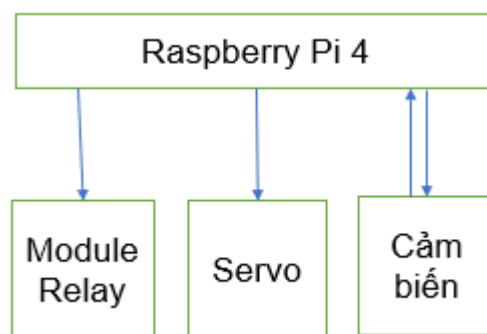 Raspberry Pi 4
Module
Relay
Servo
Cảm
biến